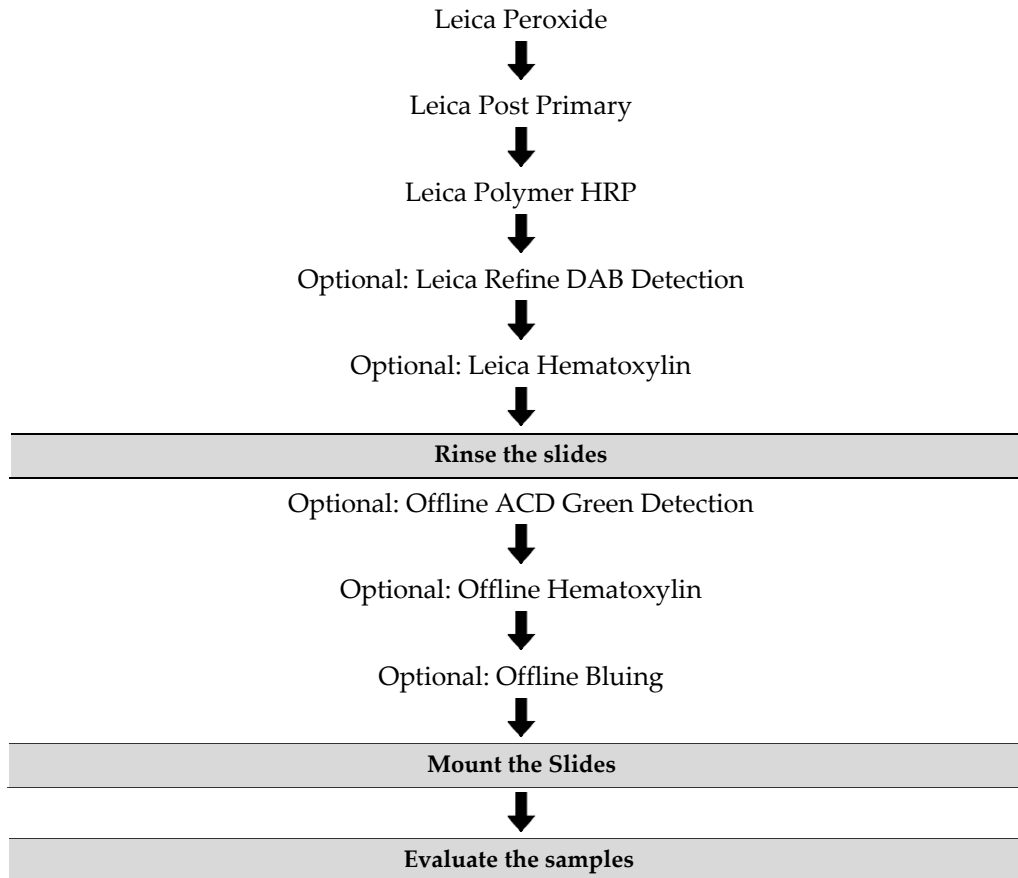 Leica Peroxide
Leica Post Primary
Leica Polymer HRP
Optional: Leica Refine DAB Detection
Optional: Leica Hematoxylin
Rinse the slides
Optional: Offline ACD Green Detection
Optional: Offline Hematoxylin
Optional: Offline Bluing
Mount the Slides
Evaluate the samples